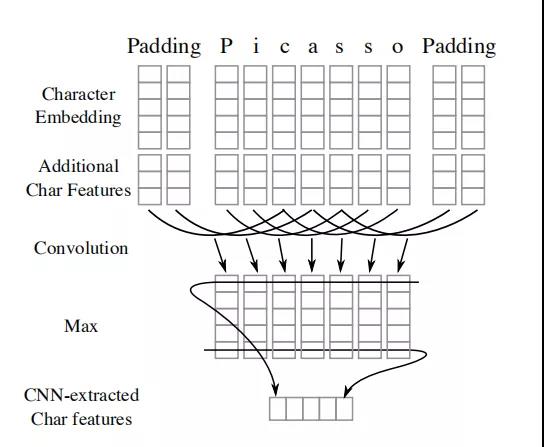 Padding P i c a s s o Padding
Character
Embedding
Additional
Char Features
Convolution
Max
CNN-extracted
Char features